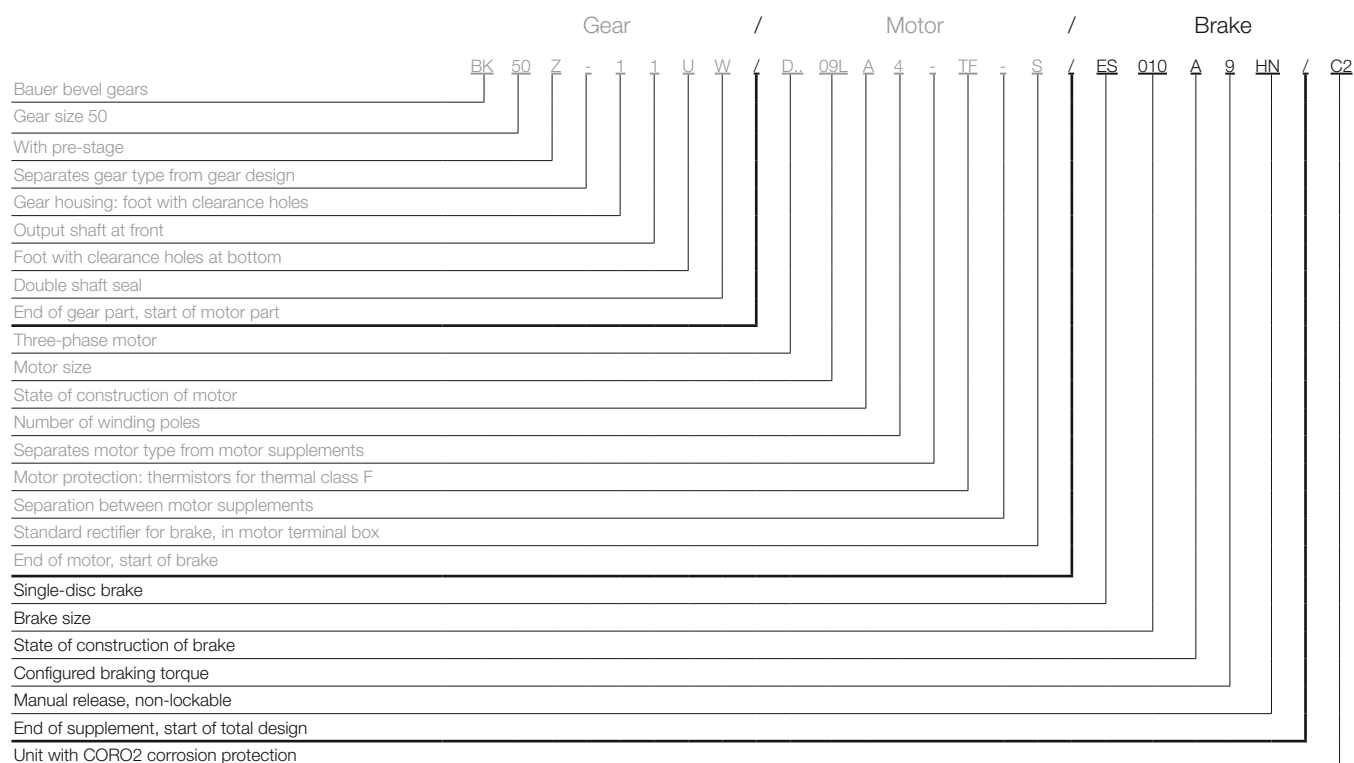 Gear / Motor / Brake
BK 50 Z - 1 1 U W / D.. 09L A 4 - TF - S / ES 010 A 9 HN / C2
Bauer bevel gears
Gear size 50
With pre-stage
Separates gear type from gear design
Gear housing: foot with clearance holes
Output shaft at front
Foot with clearance holes at bottom
Double shaft seal
End of gear part, start of motor part
Three-phase motor
Motor size
State of construction of motor
Number of winding poles
Separates motor type from motor supplements
Motor protection: thermistors for thermal class F
Separation between motor supplements
Standard rectifier for brake, in motor terminal box
End of motor, start of brake
Single-disc brake
Brake size
State of construction of brake
Configured braking torque
Manual release, non-lockable
End of supplement, start of total design
Unit with CORO2 corrosion protection